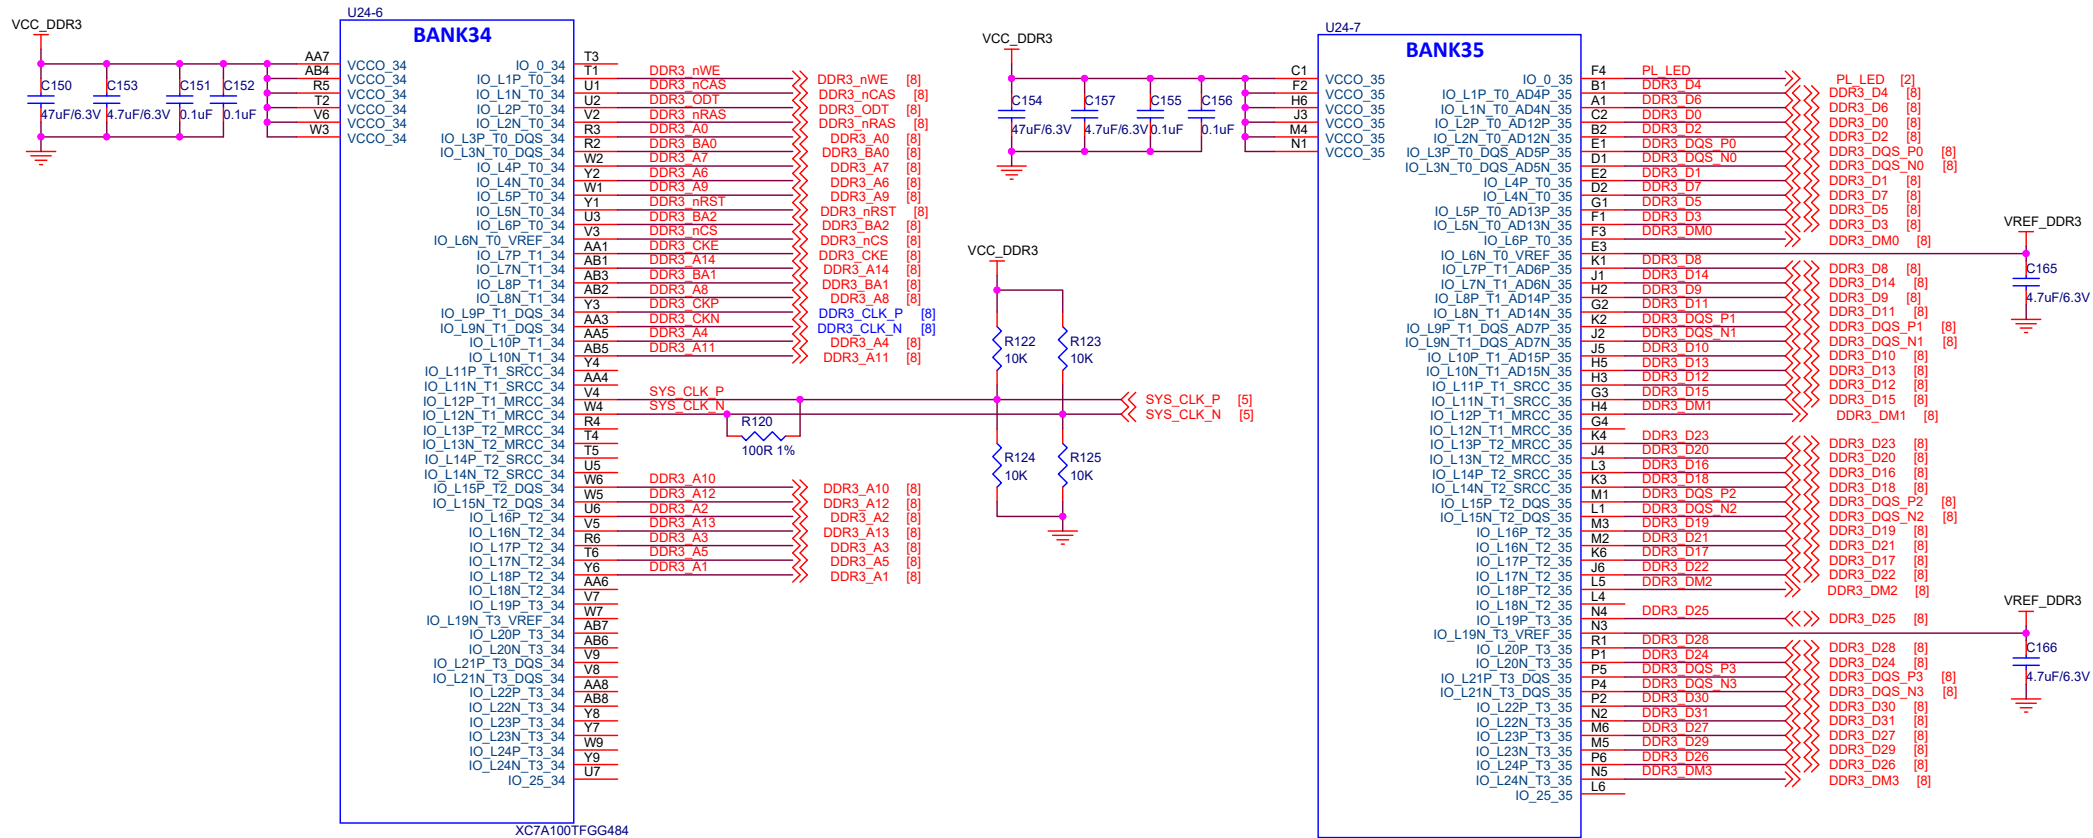 U24-6
BANK34
VCC_DDR3
C150 47uF/6.3V
C153 4.7uF/6.3V
C151 0.1uF
C152 0.1uF
AA7 VCCO_34
AB4 VCCO_34
R5 VCCO_34
T2 VCCO_34
V6 VCCO_34
W3 VCCO_34
IO_0_34 T3
IO_L1P_T0_34 T1 DDR3_nWE DDR3_nWE [8]
IO_L1N_T0_34 U1 DDR3_nCAS DDR3_nCAS [8]
IO_L2P_T0_34 U2 DDR3_ODT DDR3_ODT [8]
IO_L2N_T0_34 V2 DDR3_nRAS DDR3_nRAS [8]
IO_L3P_T0_DQS_34 R3 DDR3_A0 DDR3_A0 [8]
IO_L3N_T0_DQS_34 R2 DDR3_BA0 DDR3_BA0 [8]
IO_L4P_T0_34 W2 DDR3_A7 DDR3_A7 [8]
IO_L4N_T0_34 Y2 DDR3_A6 DDR3_A6 [8]
IO_L5P_T0_34 W1 DDR3_A9 DDR3_A9 [8]
IO_L5N_T0_34 Y1 DDR3_nRST DDR3_nRST [8]
IO_L6P_T0_34 U3 DDR3_BA2 DDR3_BA2 [8]
IO_L6N_T0_VREF_34 V3 DDR3_nCS DDR3_nCS [8]
IO_L7P_T1_34 AA1 DDR3_CKE DDR3_CKE [8]
IO_L7N_T1_34 AB1 DDR3_A14 DDR3_A14 [8]
IO_L8P_T1_34 AB3 DDR3_BA1 DDR3_BA1 [8]
IO_L8N_T1_34 AB2 DDR3_A8 DDR3_A8 [8]
IO_L9P_T1_DQS_34 Y3 DDR3_CKP DDR3_CLK_P [8]
IO_L9N_T1_DQS_34 AA3 DDR3_CKN DDR3_CLK_N [8]
IO_L10P_T1_34 AA5 DDR3_A4 DDR3_A4 [8]
IO_L10N_T1_34 AB5 DDR3_A11 DDR3_A11 [8]
IO_L11P_T1_SRCC_34 Y4
IO_L11N_T1_SRCC_34 AA4
IO_L12P_T1_MRCC_34 V4 SYS_CLK_P SYS_CLK_P [5]
IO_L12N_T1_MRCC_34 W4 SYS_CLK_N SYS_CLK_N [5]
IO_L13P_T2_MRCC_34 R4
IO_L13N_T2_MRCC_34 T4
IO_L14P_T2_SRCC_34 T5
IO_L14N_T2_SRCC_34 U5
IO_L15P_T2_DQS_34 W6 DDR3_A10 DDR3_A10 [8]
IO_L15N_T2_DQS_34 W5 DDR3_A12 DDR3_A12 [8]
IO_L16P_T2_34 U6 DDR3_A2 DDR3_A2 [8]
IO_L16N_T2_34 V5 DDR3_A13 DDR3_A13 [8]
IO_L17P_T2_34 R6 DDR3_A3 DDR3_A3 [8]
IO_L17N_T2_34 T6 DDR3_A5 DDR3_A5 [8]
IO_L18P_T2_34 Y6 DDR3_A1 DDR3_A1 [8]
IO_L18N_T2_34 AA6
IO_L19P_T3_34 V7
IO_L19N_T3_VREF_34 W7
IO_L20P_T3_34 AB7
IO_L20N_T3_34 AB6
IO_L21P_T3_DQS_34 V9
IO_L21N_T3_DQS_34 V8
IO_L22P_T3_34 AA8
IO_L22N_T3_34 AB8
IO_L23P_T3_34 Y8
IO_L23N_T3_34 Y7
IO_L24P_T3_34 W9
IO_L24N_T3_34 Y9
IO_25_34 U7
XC7A100TFGG484
R120
100R 1%
VCC_DDR3
R122 10K
R123 10K
R124 10K
R125 10K
U24-7
BANK35
VCC_DDR3
C154 47uF/6.3V
C157 4.7uF/6.3V
C155 0.1uF
C156 0.1uF
C1 VCCO_35
F2 VCCO_35
H6 VCCO_35
J3 VCCO_35
M4 VCCO_35
N1 VCCO_35
IO_0_35 F4 PL_LED PL_LED [2]
IO_L1P_T0_AD4P_35 B1 DDR3_D4 DDR3_D4 [8]
IO_L1N_T0_AD4N_35 A1 DDR3_D6 DDR3_D6 [8]
IO_L2P_T0_AD12P_35 C2 DDR3_D0 DDR3_D0 [8]
IO_L2N_T0_AD12N_35 B2 DDR3_D2 DDR3_D2 [8]
IO_L3P_T0_DQS_AD5P_35 E1 DDR3_DQS_P0 DDR3_DQS_P0 [8]
IO_L3N_T0_DQS_AD5N_35 D1 DDR3_DQS_N0 DDR3_DQS_N0 [8]
IO_L4P_T0_35 E2 DDR3_D1 DDR3_D1 [8]
IO_L4N_T0_35 D2 DDR3_D7 DDR3_D7 [8]
IO_L5P_T0_AD13P_35 G1 DDR3_D5 DDR3_D5 [8]
IO_L5N_T0_AD13N_35 F1 DDR3_D3 DDR3_D3 [8]
IO_L6P_T0_35 F3 DDR3_DM0 DDR3_DM0 [8]
IO_L6N_T0_VREF_35 E3
IO_L7P_T1_AD6P_35 K1 DDR3_D8 DDR3_D8 [8]
IO_L7N_T1_AD6N_35 J1 DDR3_D14 DDR3_D14 [8]
IO_L8P_T1_AD14P_35 H2 DDR3_D9 DDR3_D9 [8]
IO_L8N_T1_AD14N_35 G2 DDR3_D11 DDR3_D11 [8]
IO_L9P_T1_DQS_AD7P_35 K2 DDR3_DQS_P1 DDR3_DQS_P1 [8]
IO_L9N_T1_DQS_AD7N_35 J2 DDR3_DQS_N1 DDR3_DQS_N1 [8]
IO_L10P_T1_AD15P_35 J5 DDR3_D10 DDR3_D10 [8]
IO_L10N_T1_AD15N_35 H5 DDR3_D13 DDR3_D13 [8]
IO_L11P_T1_SRCC_35 H3 DDR3_D12 DDR3_D12 [8]
IO_L11N_T1_SRCC_35 G3 DDR3_D15 DDR3_D15 [8]
IO_L12P_T1_MRCC_35 H4 DDR3_DM1 DDR3_DM1 [8]
IO_L12N_T1_MRCC_35 G4
IO_L13P_T2_MRCC_35 K4 DDR3_D23 DDR3_D23 [8]
IO_L13N_T2_MRCC_35 J4 DDR3_D20 DDR3_D20 [8]
IO_L14P_T2_SRCC_35 L3 DDR3_D16 DDR3_D16 [8]
IO_L14N_T2_SRCC_35 K3 DDR3_D18 DDR3_D18 [8]
IO_L15P_T2_DQS_35 M1 DDR3_DQS_P2 DDR3_DQS_P2 [8]
IO_L15N_T2_DQS_35 L1 DDR3_DQS_N2 DDR3_DQS_N2 [8]
IO_L16P_T2_35 M3 DDR3_D19 DDR3_D19 [8]
IO_L16N_T2_35 M2 DDR3_D21 DDR3_D21 [8]
IO_L17P_T2_35 K6 DDR3_D17 DDR3_D17 [8]
IO_L17N_T2_35 J6 DDR3_D22 DDR3_D22 [8]
IO_L18P_T2_35 L5 DDR3_DM2 DDR3_DM2 [8]
IO_L18N_T2_35 L4
IO_L19P_T3_35 N4 DDR3_D25 DDR3_D25 [8]
IO_L19N_T3_VREF_35 N3
IO_L20P_T3_35 R1 DDR3_D28 DDR3_D28 [8]
IO_L20N_T3_35 P1 DDR3_D24 DDR3_D24 [8]
IO_L21P_T3_DQS_35 P5 DDR3_DQS_P3 DDR3_DQS_P3 [8]
IO_L21N_T3_DQS_35 P4 DDR3_DQS_N3 DDR3_DQS_N3 [8]
IO_L22P_T3_35 P2 DDR3_D30 DDR3_D30 [8]
IO_L22N_T3_35 N2 DDR3_D31 DDR3_D31 [8]
IO_L23P_T3_35 M6 DDR3_D27 DDR3_D27 [8]
IO_L23N_T3_35 M5 DDR3_D29 DDR3_D29 [8]
IO_L24P_T3_35 P6 DDR3_D26 DDR3_D26 [8]
IO_L24N_T3_35 N5 DDR3_DM3 DDR3_DM3 [8]
IO_25_35 L6
VREF_DDR3
C165
4.7uF/6.3V
VREF_DDR3
C166
4.7uF/6.3V